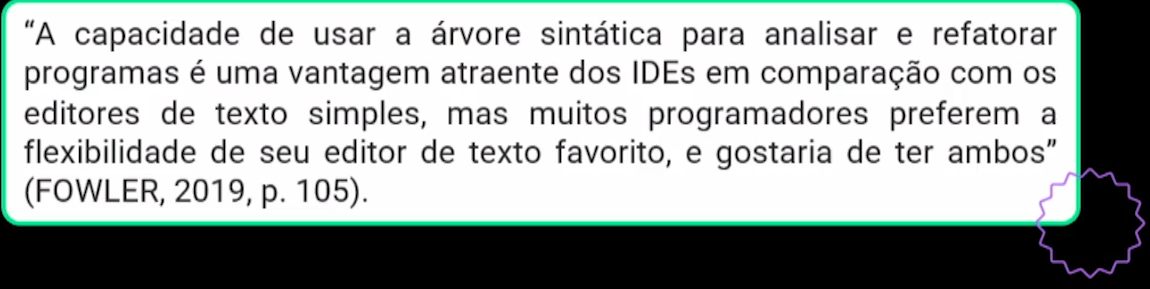 “A capacidade de usar a árvore sintática para analisar e refatorar
programas é uma vantagem atraente dos IDEs em comparação com os
editores de texto simples, mas muitos programadores preferem a
flexibilidade de seu editor de texto favorito, e gostaria de ter ambos”
(FOWLER, 2019, p. 105).